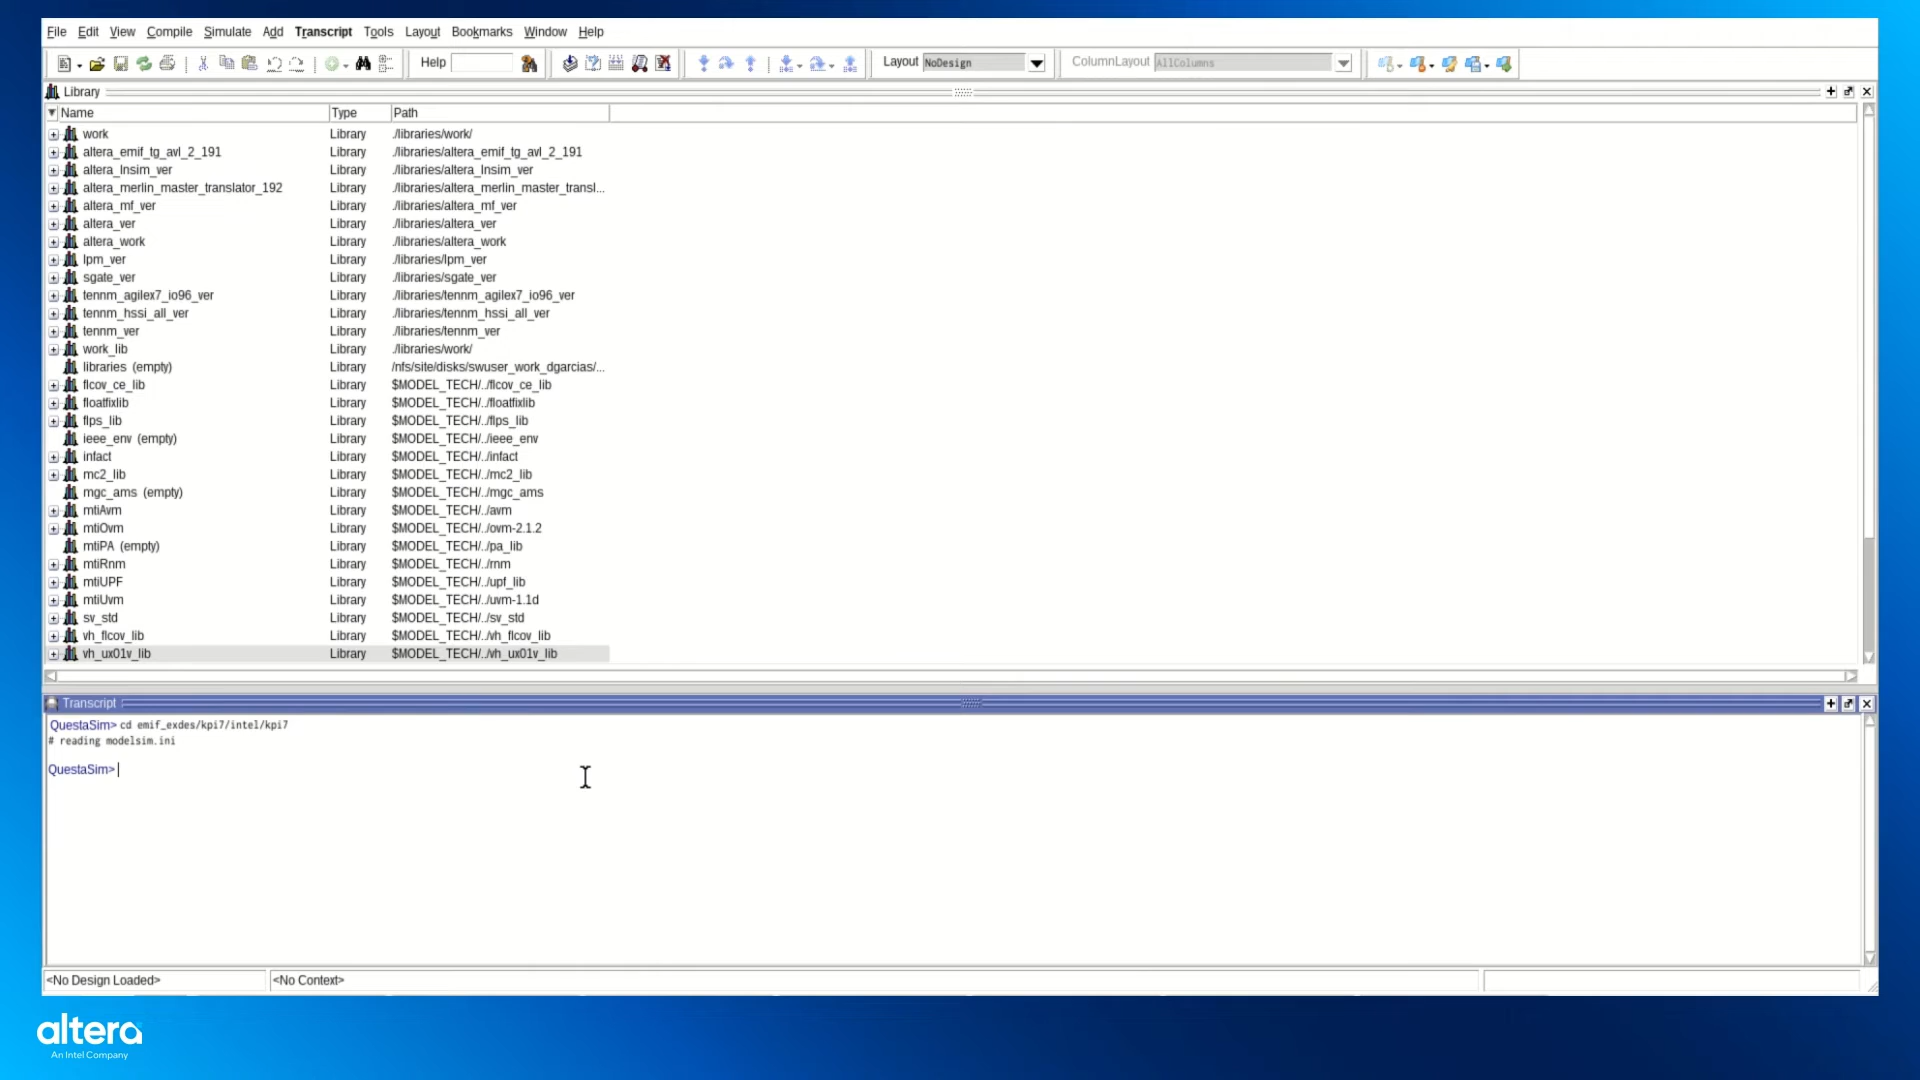 File Edit View Compile Simulate Add Transcript Tools Layout Bookmarks Window Help
Help Layout NoDesign ColumnLayout AllColumns
Library
Name Type Path
work Library ./libraries/work/
altera_emif_tg_avl_2_191 Library ./libraries/altera_emif_tg_avl_2_191
altera_lnsim_ver Library ./libraries/altera_lnsim_ver
altera_merlin_master_translator_192 Library ./libraries/altera_merlin_master_transl...
altera_mf_ver Library ./libraries/altera_mf_ver
altera_ver Library ./libraries/altera_ver
altera_work Library ./libraries/altera_work
lpm_ver Library ./libraries/lpm_ver
sgate_ver Library ./libraries/sgate_ver
tennm_agilex7_io96_ver Library ./libraries/tennm_agilex7_io96_ver
tennm_hssi_all_ver Library ./libraries/tennm_hssi_all_ver
tennm_ver Library ./libraries/tennm_ver
work_lib Library ./libraries/work/
libraries (empty) Library /nfs/site/disks/swuser_work_dgarcias/...
flcov_ce_lib Library $MODEL_TECH/../flcov_ce_lib
floatfixlib Library $MODEL_TECH/../floatfixlib
flps_lib Library $MODEL_TECH/../flps_lib
ieee_env (empty) Library $MODEL_TECH/../ieee_env
infact Library $MODEL_TECH/../infact
mc2_lib Library $MODEL_TECH/../mc2_lib
mgc_ams (empty) Library $MODEL_TECH/../mgc_ams
mtiAvm Library $MODEL_TECH/../avm
mtiOvm Library $MODEL_TECH/../ovm-2.1.2
mtiPA (empty) Library $MODEL_TECH/../pa_lib
mtiRnm Library $MODEL_TECH/../rnm
mtiUPF Library $MODEL_TECH/../upf_lib
mtiUvm Library $MODEL_TECH/../uvm-1.1d
sv_std Library $MODEL_TECH/../sv_std
vh_flcov_lib Library $MODEL_TECH/../vh_flcov_lib
vh_ux01v_lib Library $MODEL_TECH/../vh_ux01v_lib
Transcript
QuestaSim> cd emif_exdes/kpi7/intel/kpi7
# reading modelsim.ini
QuestaSim>
<No Design Loaded> <No Context>
altera
An Intel Company